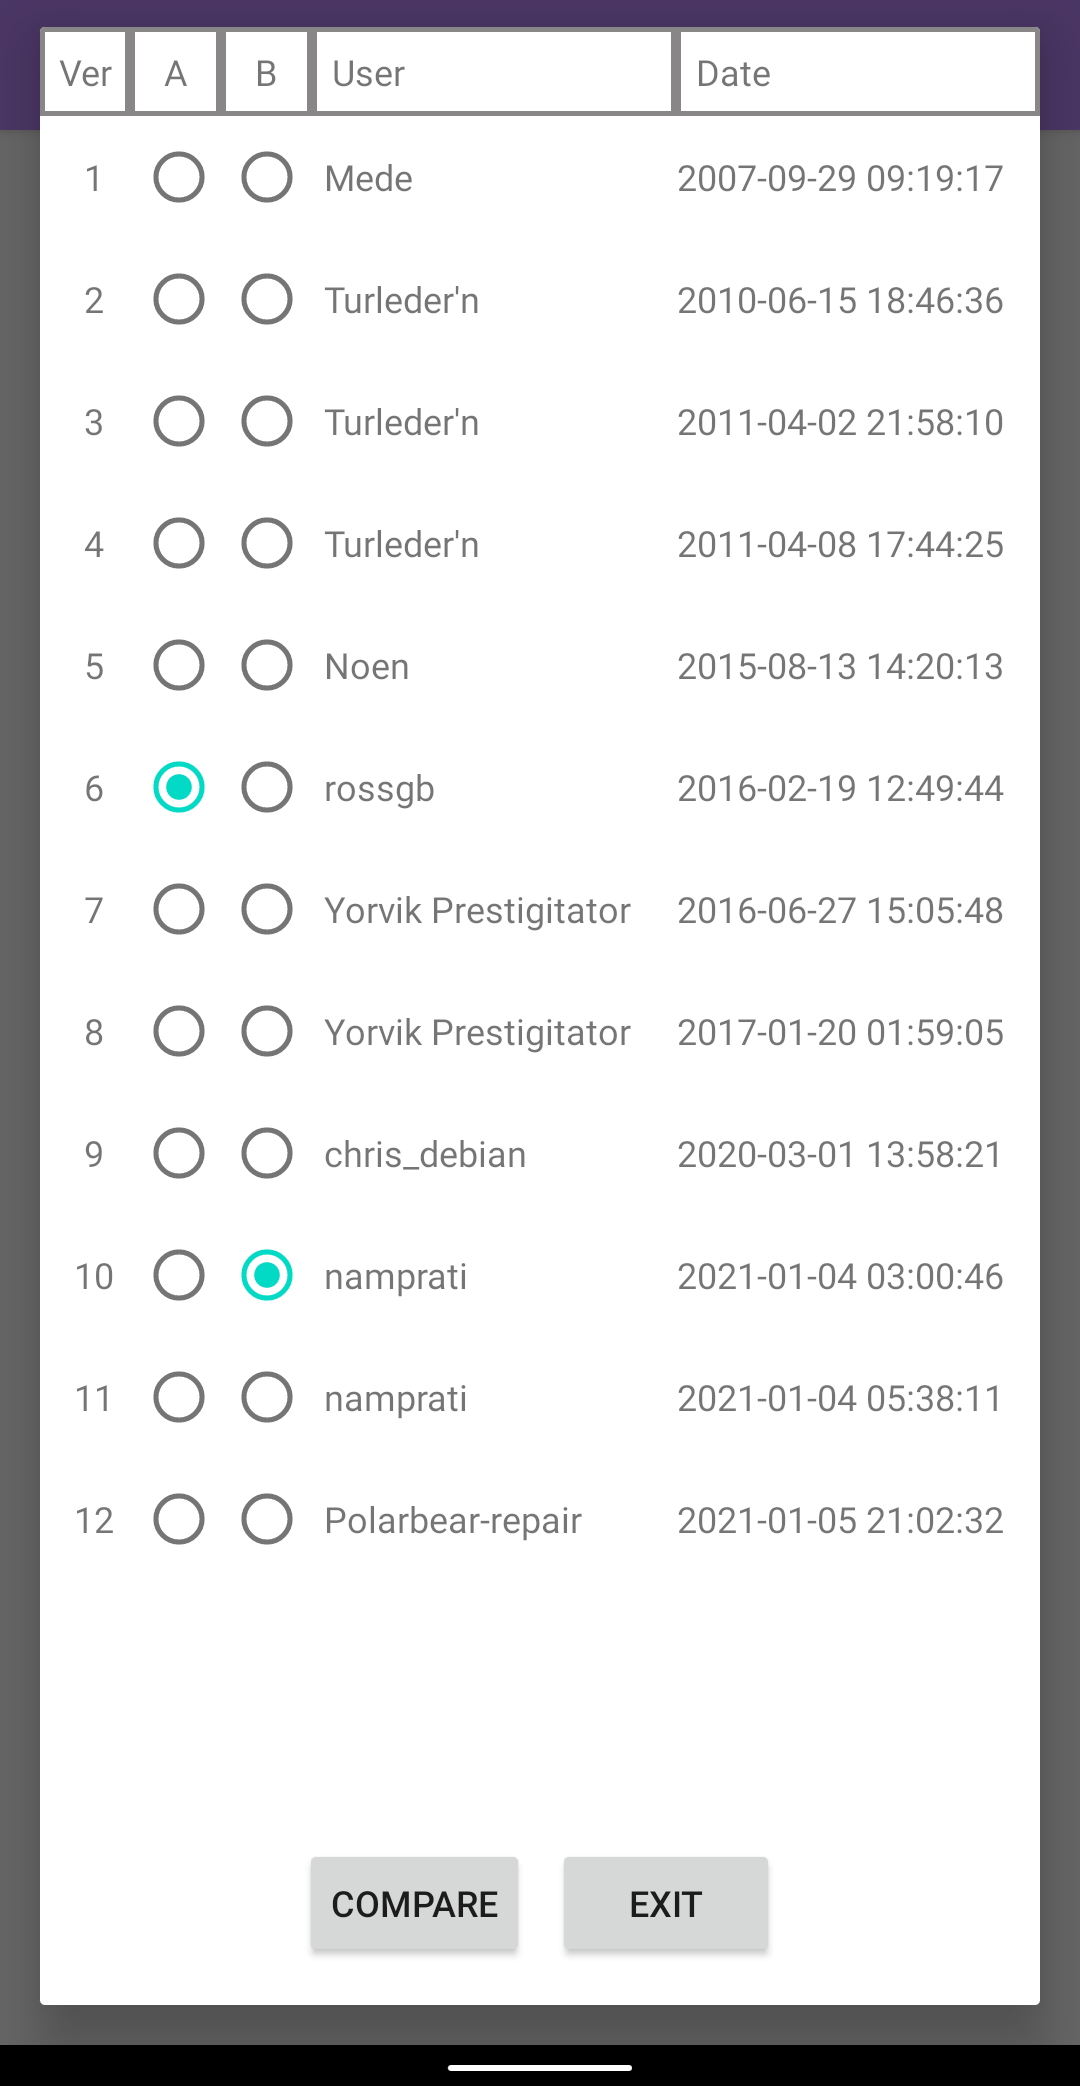 Ver A B User Date
1 Mede 2007-09-29 09:19:17
2 Turleder'n 2010-06-15 18:46:36
3 Turleder'n 2011-04-02 21:58:10
4 Turleder'n 2011-04-08 17:44:25
5 Noen 2015-08-13 14:20:13
6 rossgb 2016-02-19 12:49:44
7 Yorvik Prestigitator 2016-06-27 15:05:48
8 Yorvik Prestigitator 2017-01-20 01:59:05
9 chris_debian 2020-03-01 13:58:21
10 namprati 2021-01-04 03:00:46
11 namprati 2021-01-04 05:38:11
12 Polarbear-repair 2021-01-05 21:02:32
COMPARE EXIT